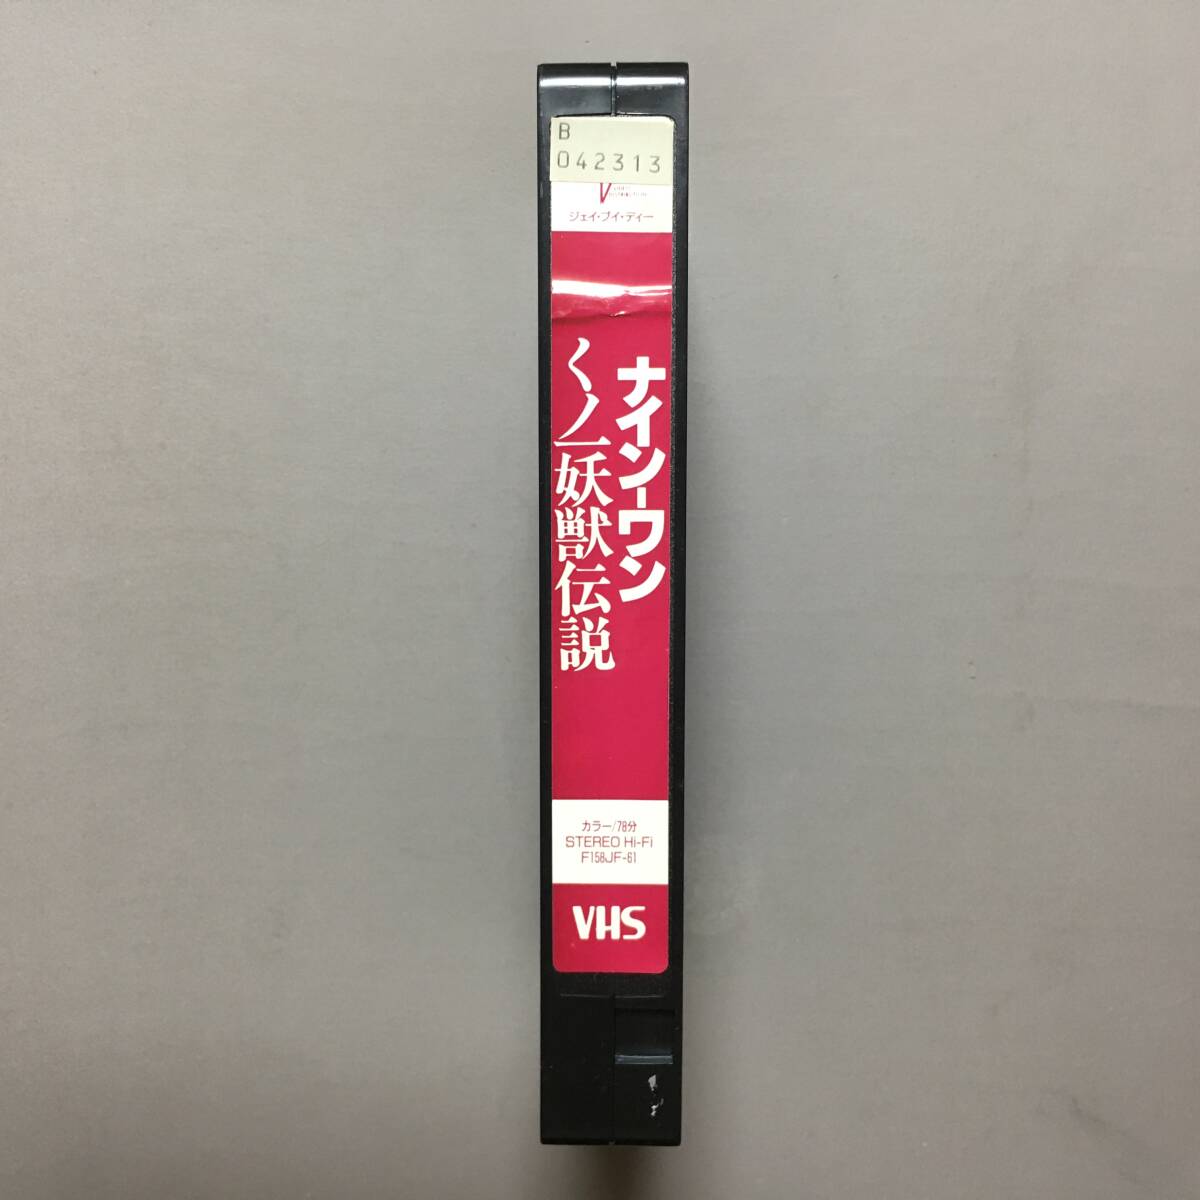 B
042313
ジェイ・ブイ・ディー
ナイン-ワン
くノ一妖獣伝説
カラー/78分
STEREO Hi-Fi
F158JF-61
VHS